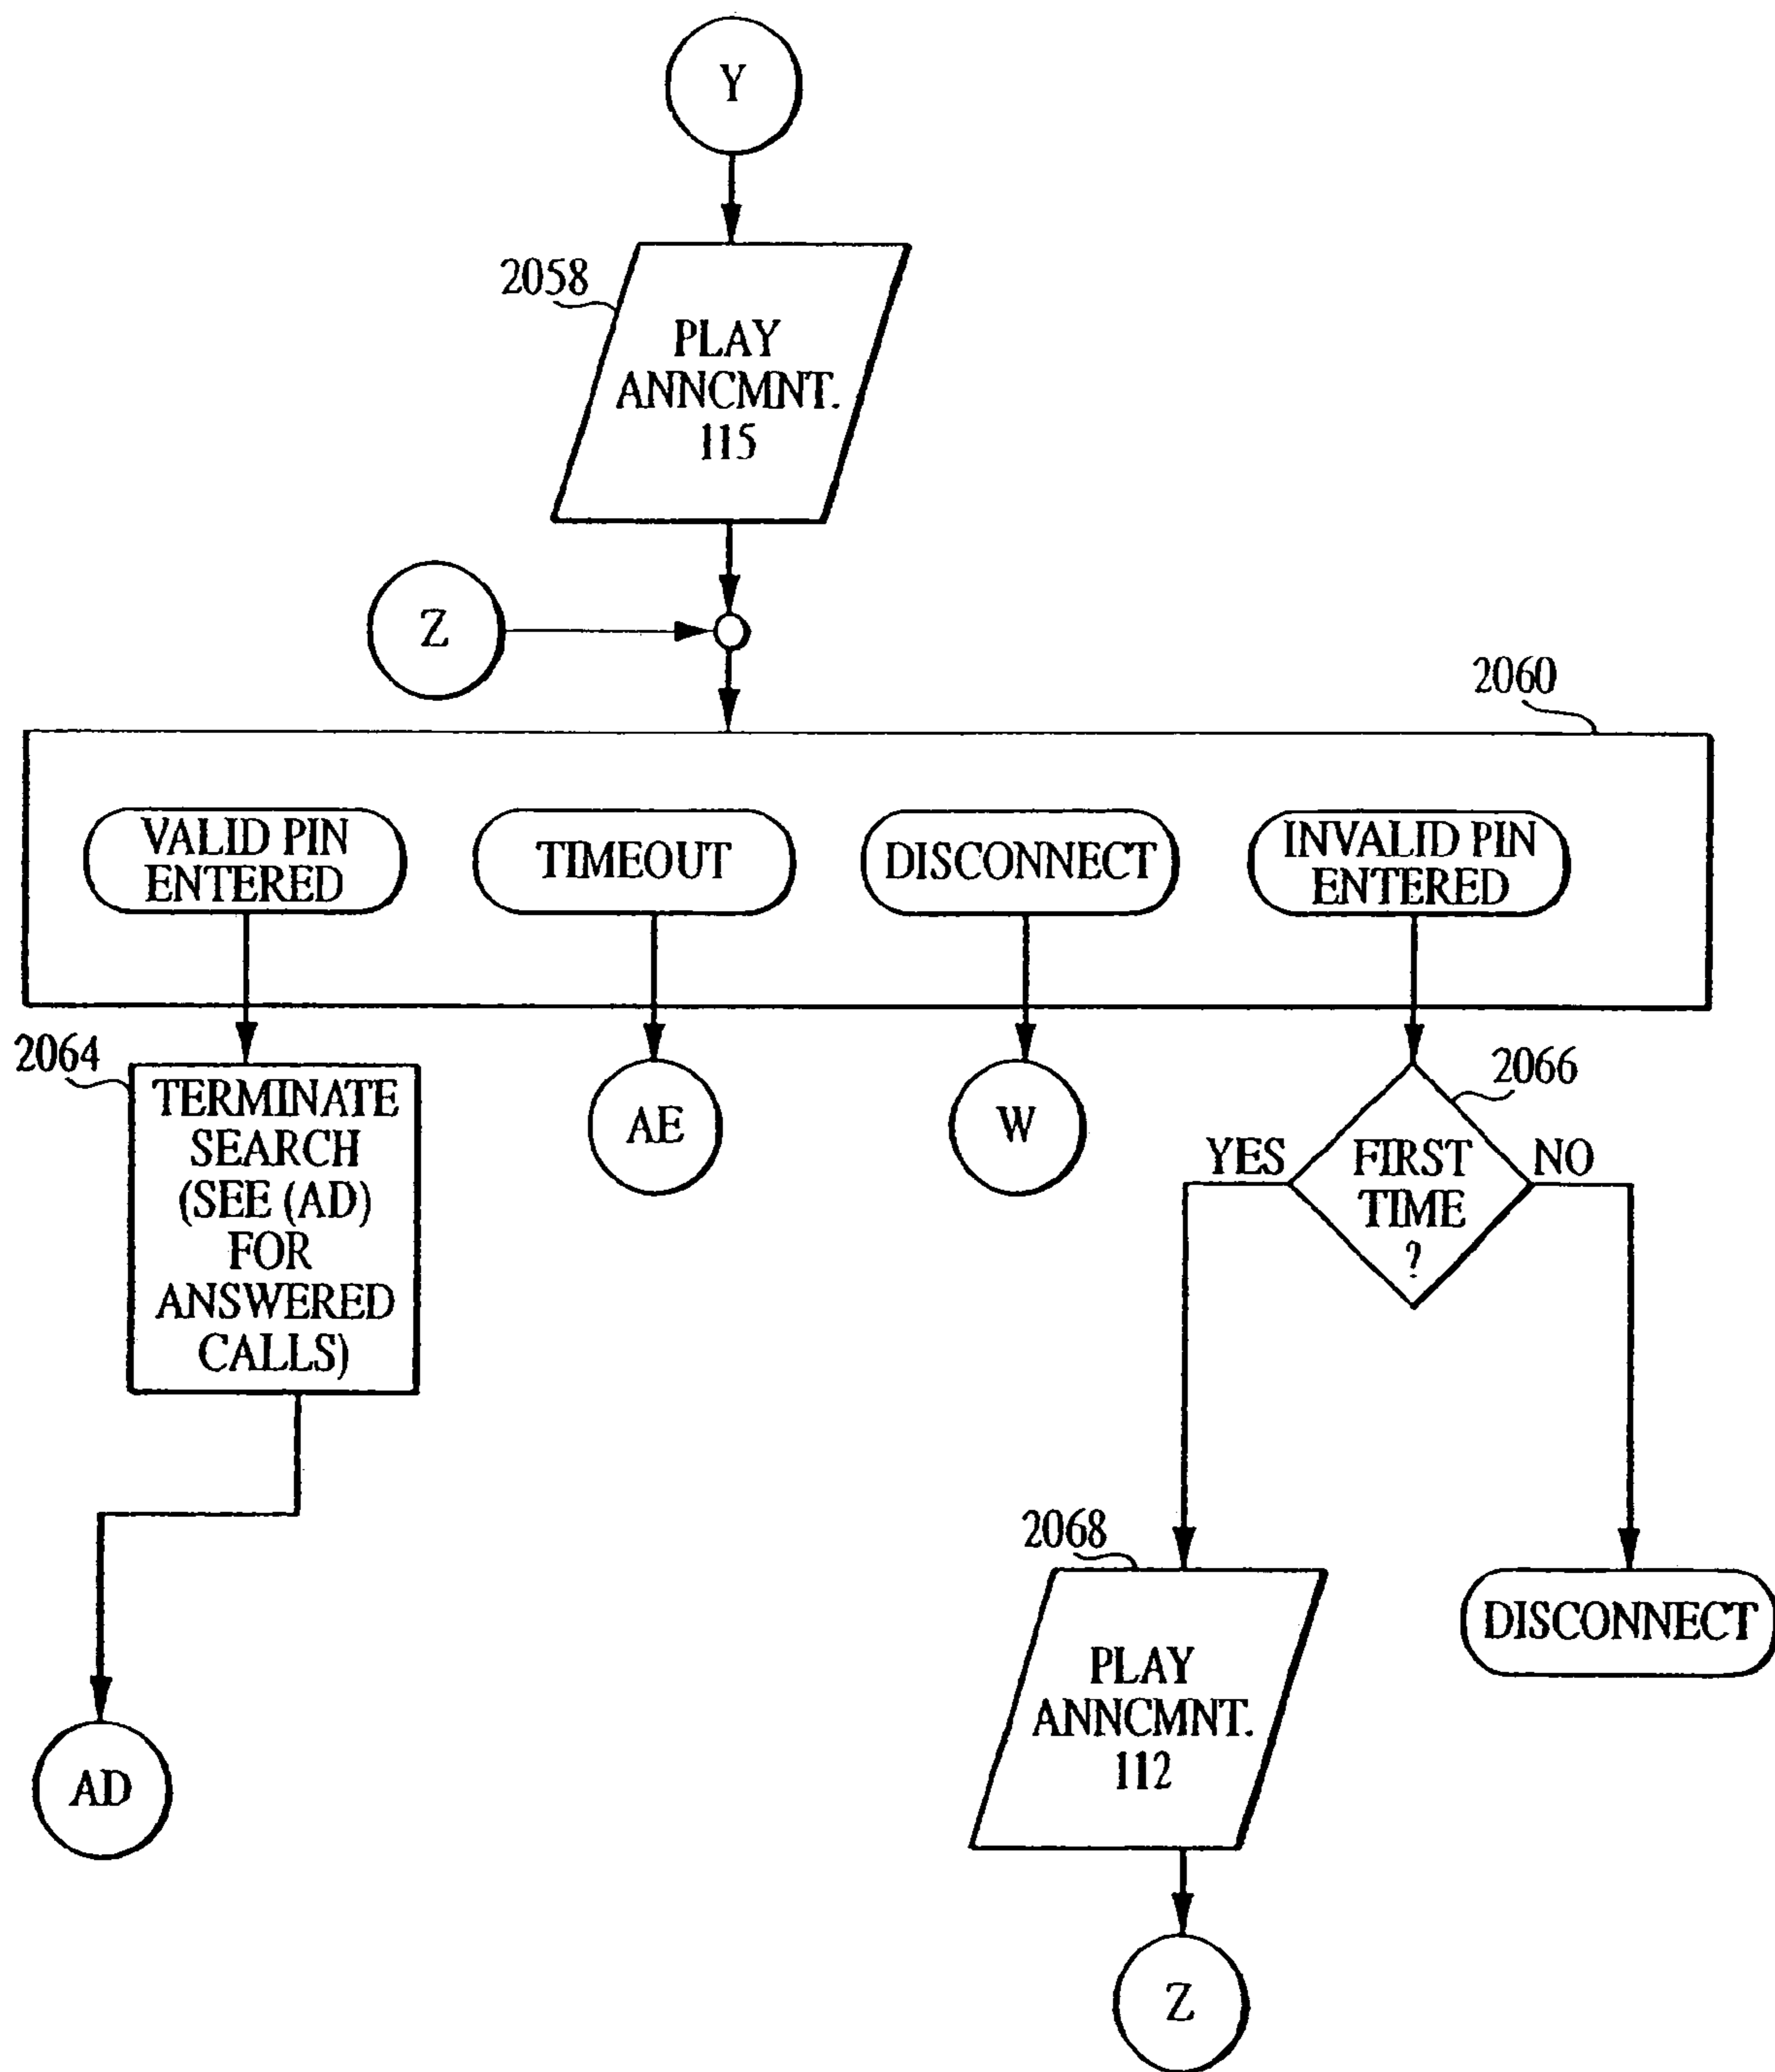 Y
2058
PLAY
ANNCMNT.
115
Z
2060
VALID PIN
ENTERED
TIMEOUT
DISCONNECT
INVALID PIN
ENTERED
2064
TERMINATE
SEARCH
(SEE (AD)
FOR
ANSWERED
CALLS)
AE
W
2066
YES
FIRST
TIME
?
NO
2068
PLAY
ANNCMNT.
112
DISCONNECT
AD
Z